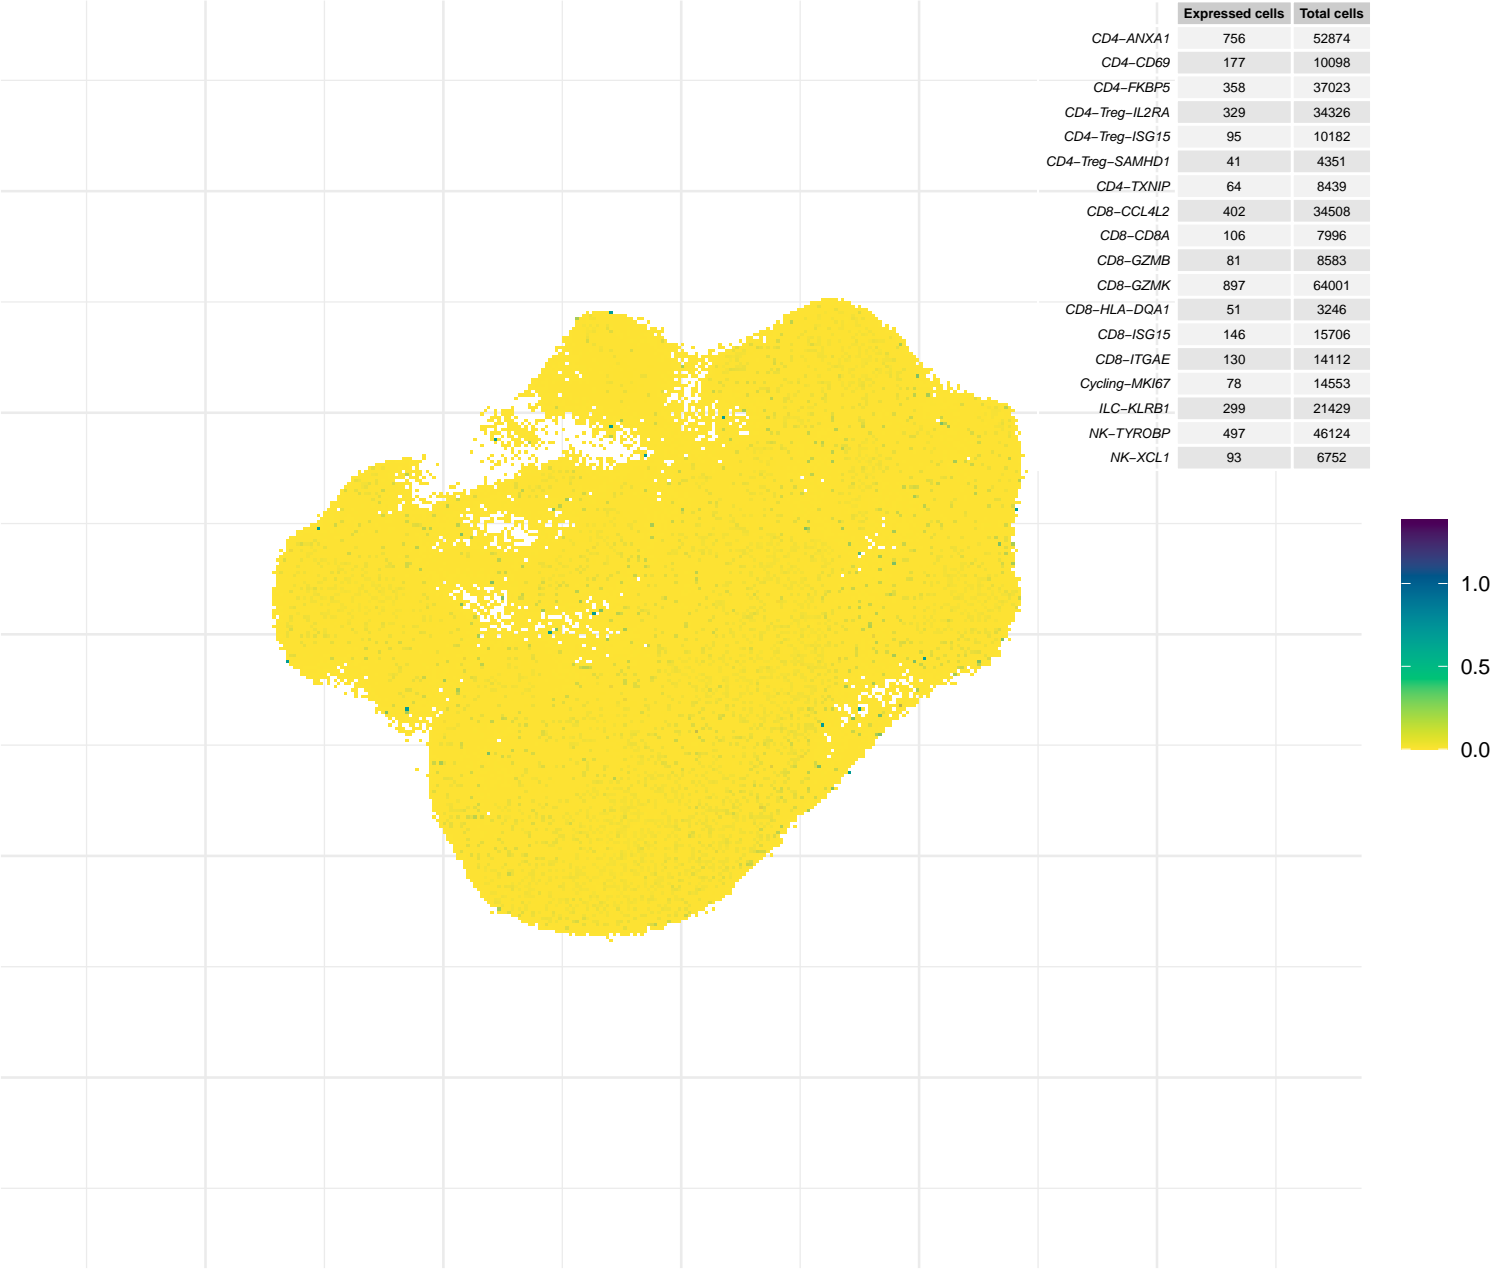 Expressed cells Total cells
CD4−ANXA1 756 52874
CD4−CD69 177 10098
CD4−FKBP5 358 37023
CD4−Treg−IL2RA 329 34326
CD4−Treg−ISG15 95 10182
CD4−Treg−SAMHD1 41 4351
CD4−TXNIP 64 8439
CD8−CCL4L2 402 34508
CD8−CD8A 106 7996
CD8−GZMB 81 8583
CD8−GZMK 897 64001
CD8−HLA−DQA1 51 3246
CD8−ISG15 146 15706
CD8−ITGAE 130 14112
Cycling−MKI67 78 14553
ILC−KLRB1 299 21429
NK−TYROBP 497 46124
NK−XCL1 93 6752
1.0
0.5
0.0